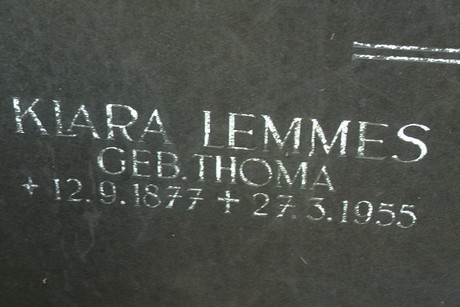 KLARA LEMMES
GEB. THOMA
+ 12.9.1877 ✝ 27.3.1955